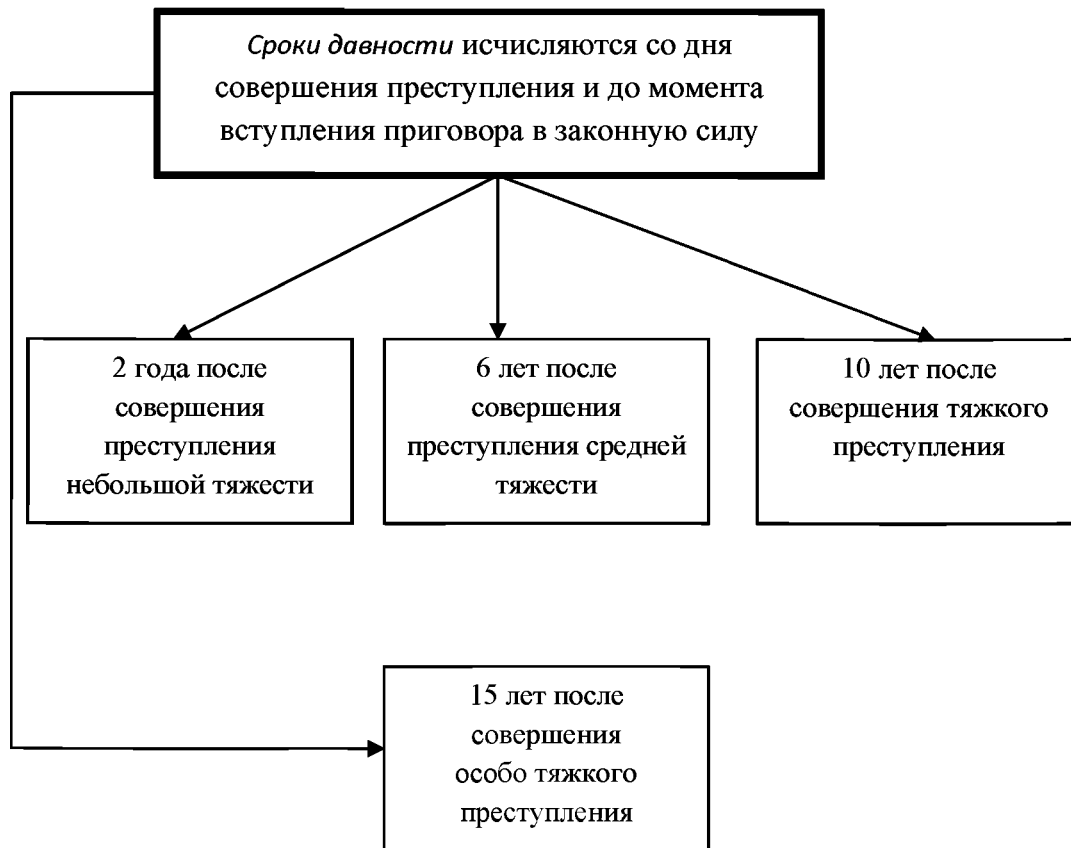 Сроки давности исчисляются со дня
совершения преступления и до момента
вступления приговора в законную силу
2 года после
совершения
преступления
небольшой тяжести
6 лет после
совершения
преступления средней
тяжести
10 лет после
совершения тяжкого
преступления
15 лет после
совершения
особо тяжкого
преступления